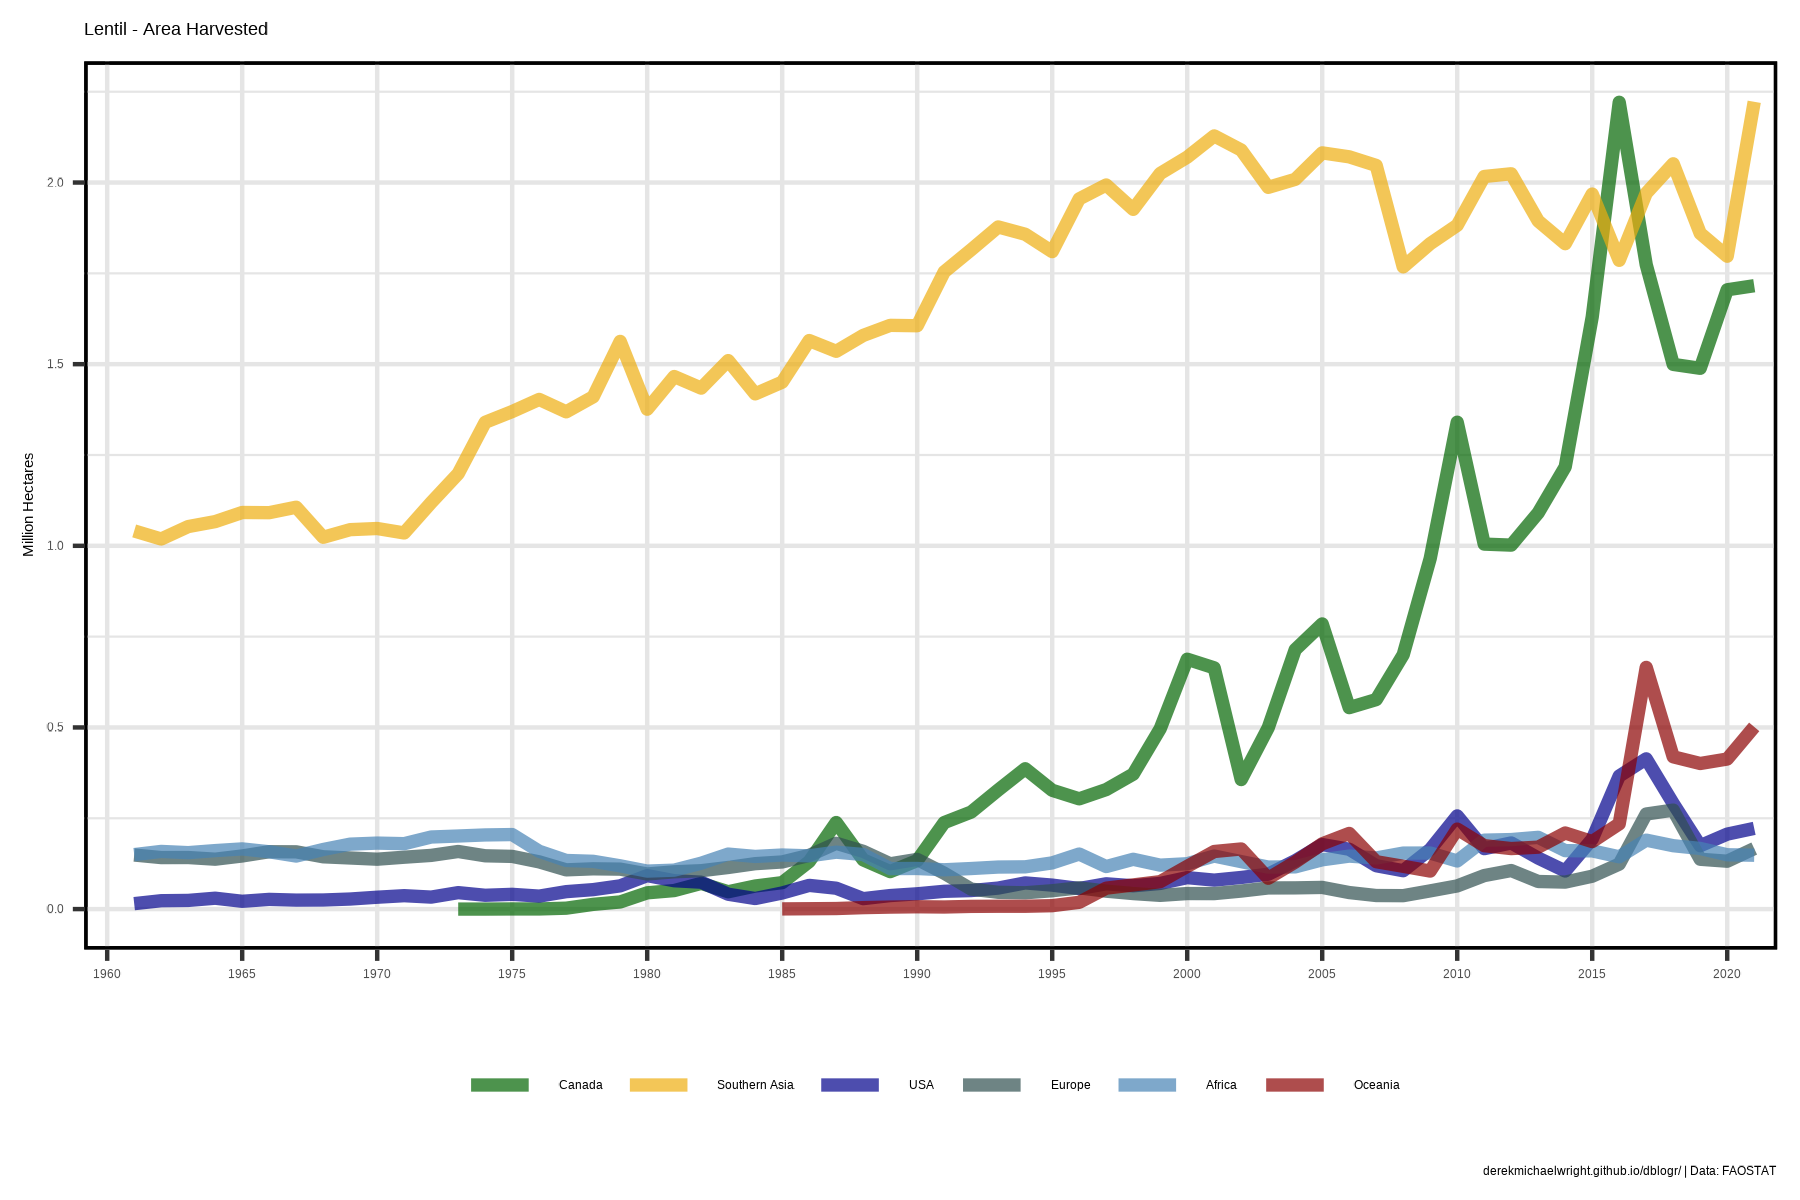 Lentil - Area Harvested
Million Hectares
2.0
1.5
1.0
0.5
0.0
1960 1965 1970 1975 1980 1985 1990 1995 2000 2005 2010 2015 2020
Canada Southern Asia USA Europe Africa Oceania
derekmichaelwright.github.io/dblogr/ | Data: FAOSTAT